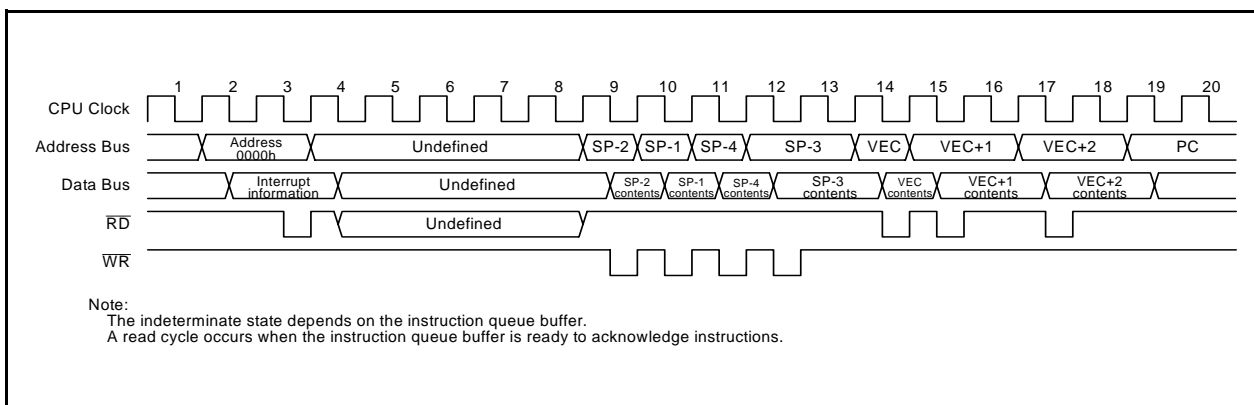 1 2 3 4 5 6 7 8 9 10 11 12 13 14 15 16 17 18 19 20
CPU Clock
Address Bus
Address
0000h
Undefined
SP-2
SP-1
SP-4
SP-3
VEC
VEC+1
VEC+2
PC
Data Bus
Interrupt
information
Undefined
SP-2
contents
SP-1
contents
SP-4
contents
SP-3
contents
VEC
contents
VEC+1
contents
VEC+2
contents
RD
Undefined
WR
Note:
The indeterminate state depends on the instruction queue buffer.
A read cycle occurs when the instruction queue buffer is ready to acknowledge instructions.